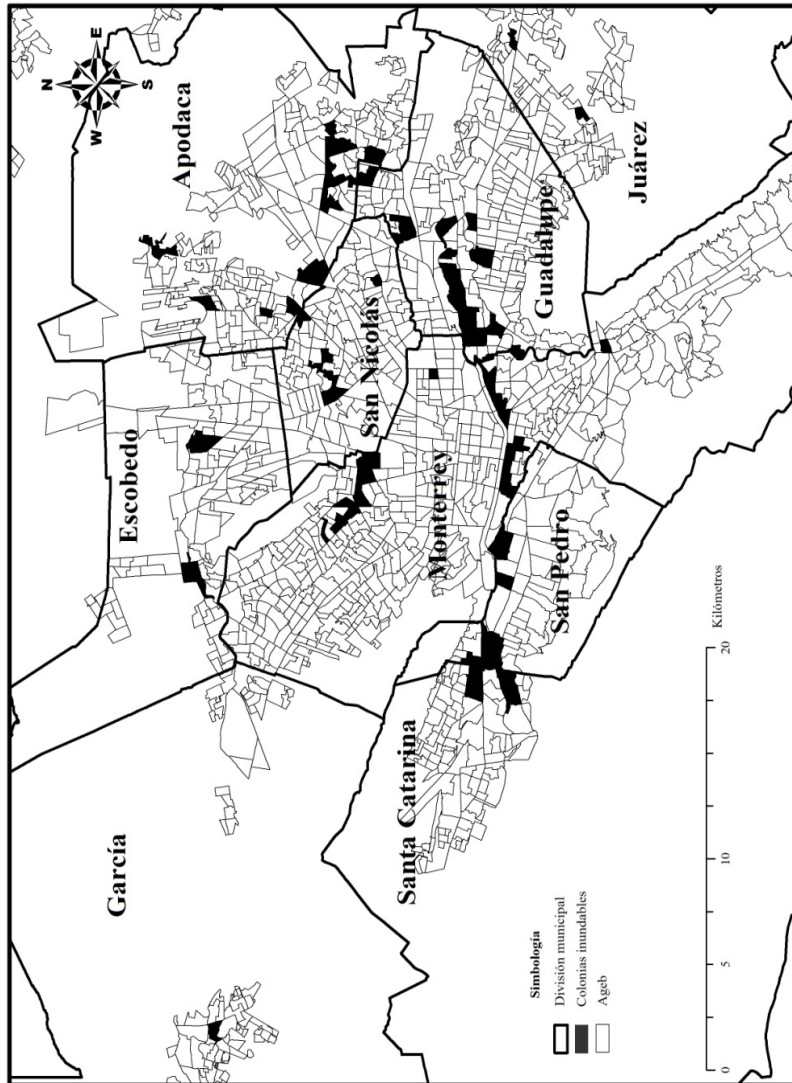 N
W
E
S
Apodaca
Escobedo
García
San Nicolás
Juárez
Guadalupe
Monterrey
San Pedro
Santa Catarina
Simbología
División municipal
Colonias inundables
Ageb
0
5
10
20
Kilómetros